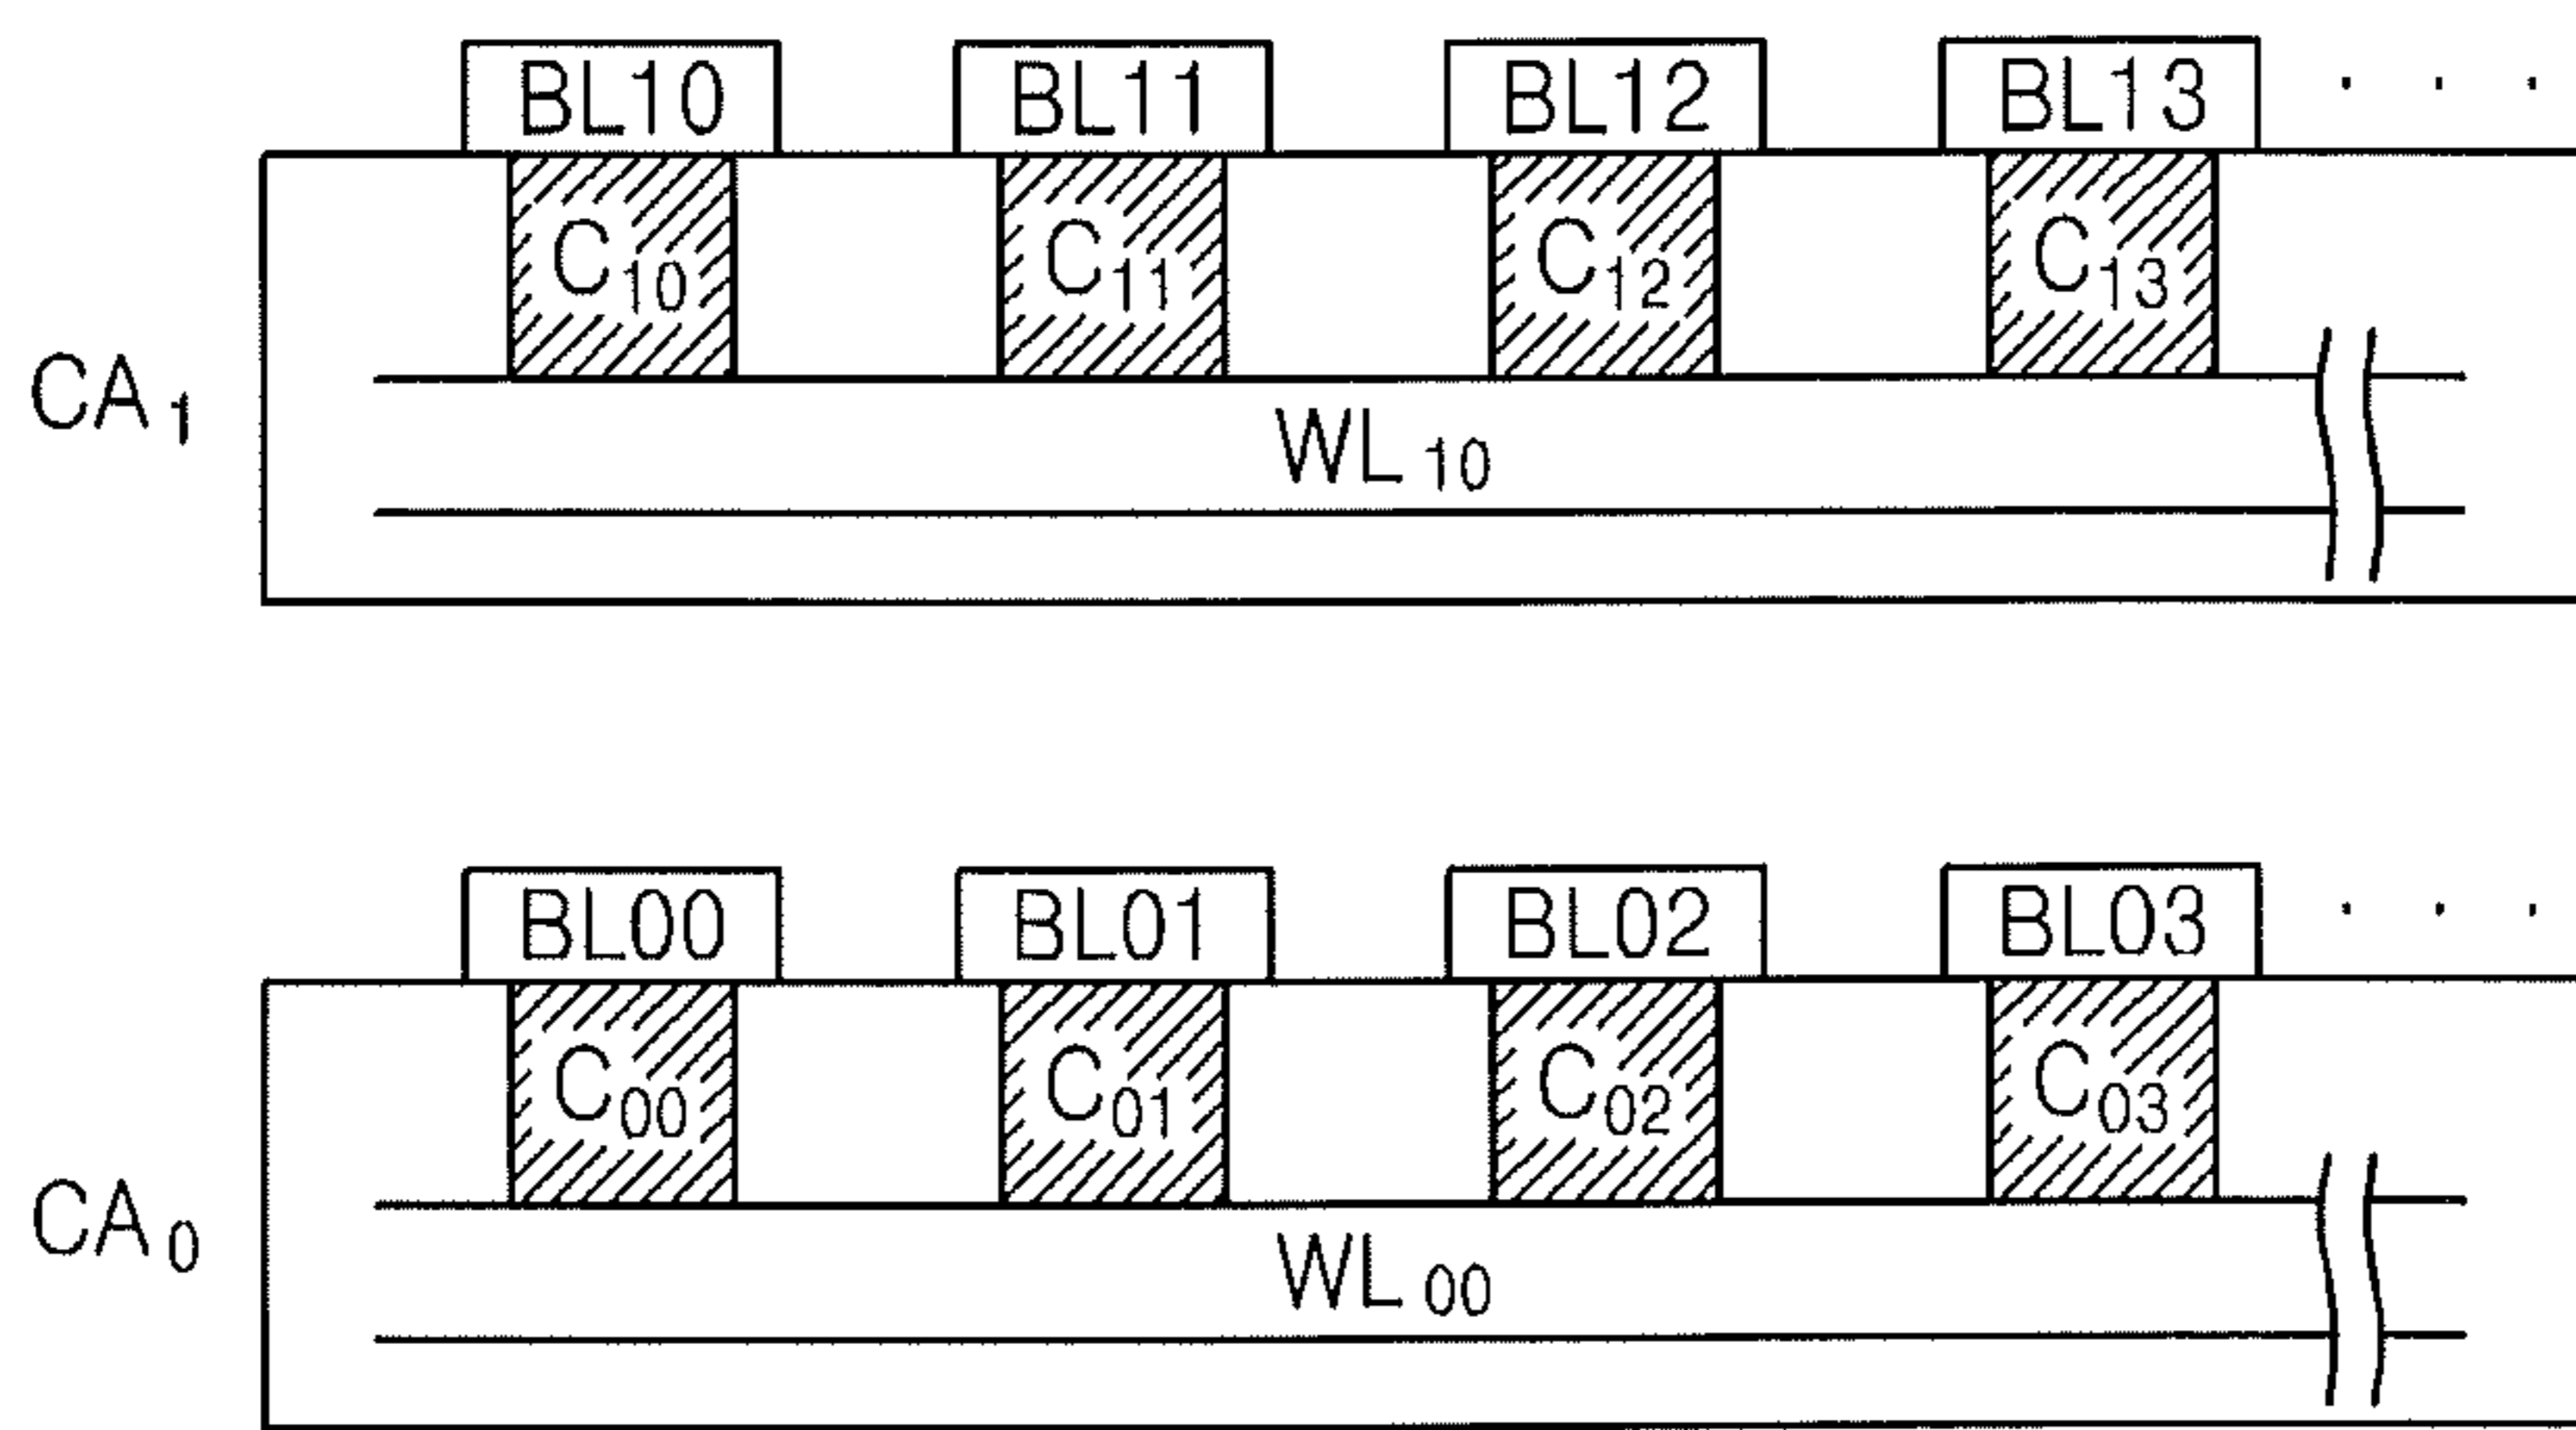 BL10 BL11 BL12 BL13 . . .
C10 C11 C12 C13
CA1
WL10
BL00 BL01 BL02 BL03 . . .
C00 C01 C02 C03
CA0
WL00